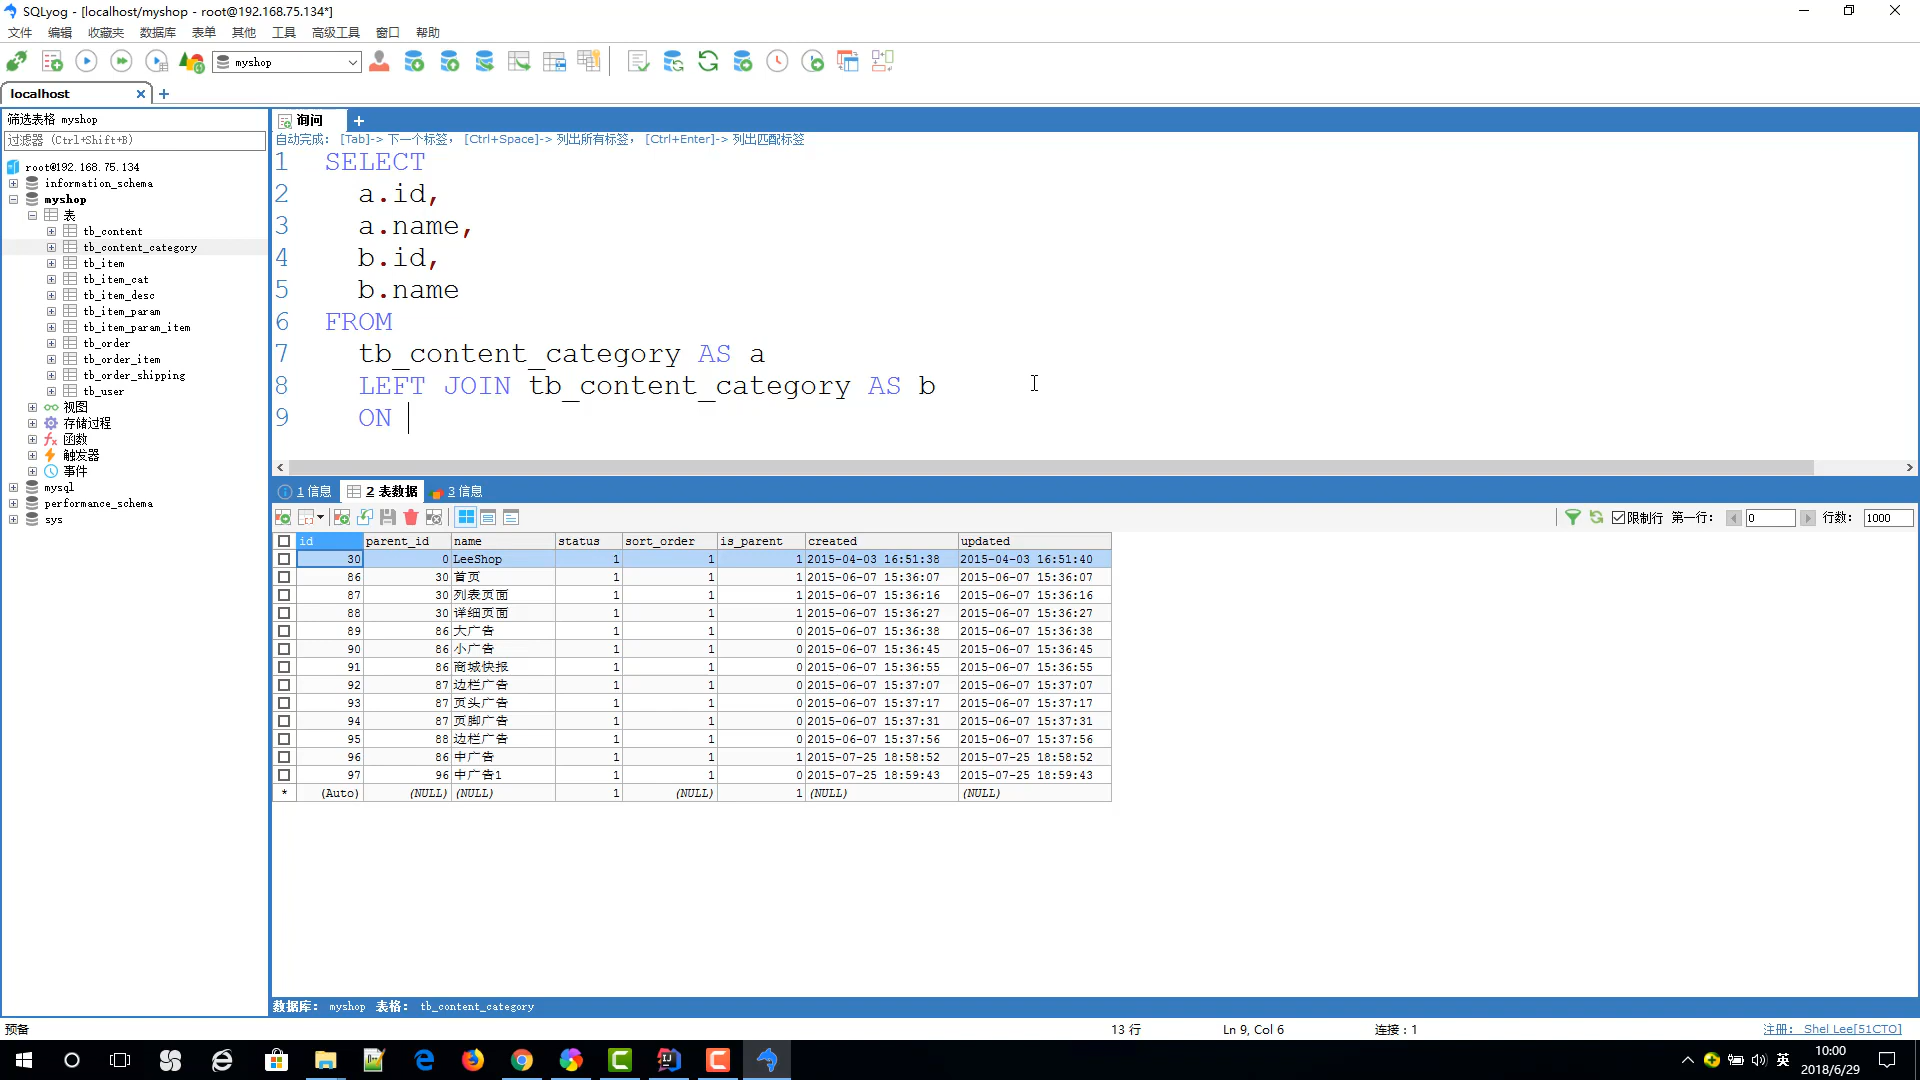 SQLyog - [localhost/myshop - root@192.168.75.134*]
文件 编辑 收藏夹 数据库 表单 其他 工具 高级工具 窗口 帮助
myshop
localhost
筛选表格 myshop
过滤器 (Ctrl+Shift+B)
root@192.168.75.134
information_schema
myshop
表
tb_content
tb_content_category
tb_item
tb_item_cat
tb_item_desc
tb_item_param
tb_item_param_item
tb_order
tb_order_item
tb_order_shipping
tb_user
视图
存储过程
函数
触发器
事件
mysql
performance_schema
sys
询问
自动完成: [Tab]-> 下一个标签, [Ctrl+Space]-> 列出所有标签, [Ctrl+Enter]-> 列出匹配标签
1 SELECT
2 a.id,
3 a.name,
4 b.id,
5 b.name
6 FROM
7 tb_content_category AS a
8 LEFT JOIN tb_content_category AS b
9 ON
1 信息 2 表数据 3 信息
限制行 第一行: 0 行数: 1000
id parent_id name status sort_order is_parent created updated
30 0 LeeShop 1 1 1 2015-04-03 16:51:38 2015-04-03 16:51:40
86 30 首页 1 1 1 2015-06-07 15:36:07 2015-06-07 15:36:07
87 30 列表页面 1 1 1 2015-06-07 15:36:16 2015-06-07 15:36:16
88 30 详细页面 1 1 1 2015-06-07 15:36:27 2015-06-07 15:36:27
89 86 大广告 1 1 0 2015-06-07 15:36:38 2015-06-07 15:36:38
90 86 小广告 1 1 0 2015-06-07 15:36:45 2015-06-07 15:36:45
91 86 商城快报 1 1 0 2015-06-07 15:36:55 2015-06-07 15:36:55
92 87 边栏广告 1 1 0 2015-06-07 15:37:07 2015-06-07 15:37:07
93 87 页头广告 1 1 0 2015-06-07 15:37:17 2015-06-07 15:37:17
94 87 页脚广告 1 1 0 2015-06-07 15:37:31 2015-06-07 15:37:31
95 88 边栏广告 1 1 0 2015-06-07 15:37:56 2015-06-07 15:37:56
96 86 中广告 1 1 1 2015-07-25 18:58:52 2015-07-25 18:58:52
97 96 中广告1 1 1 0 2015-07-25 18:59:43 2015-07-25 18:59:43
* (Auto) (NULL) (NULL) 1 (NULL) 1 (NULL) (NULL)
数据库: myshop 表格: tb_content_category
预备 13 行 Ln 9, Col 6 连接 : 1 注册: Shel Lee[51CTO]
英
10:00
2018/6/29